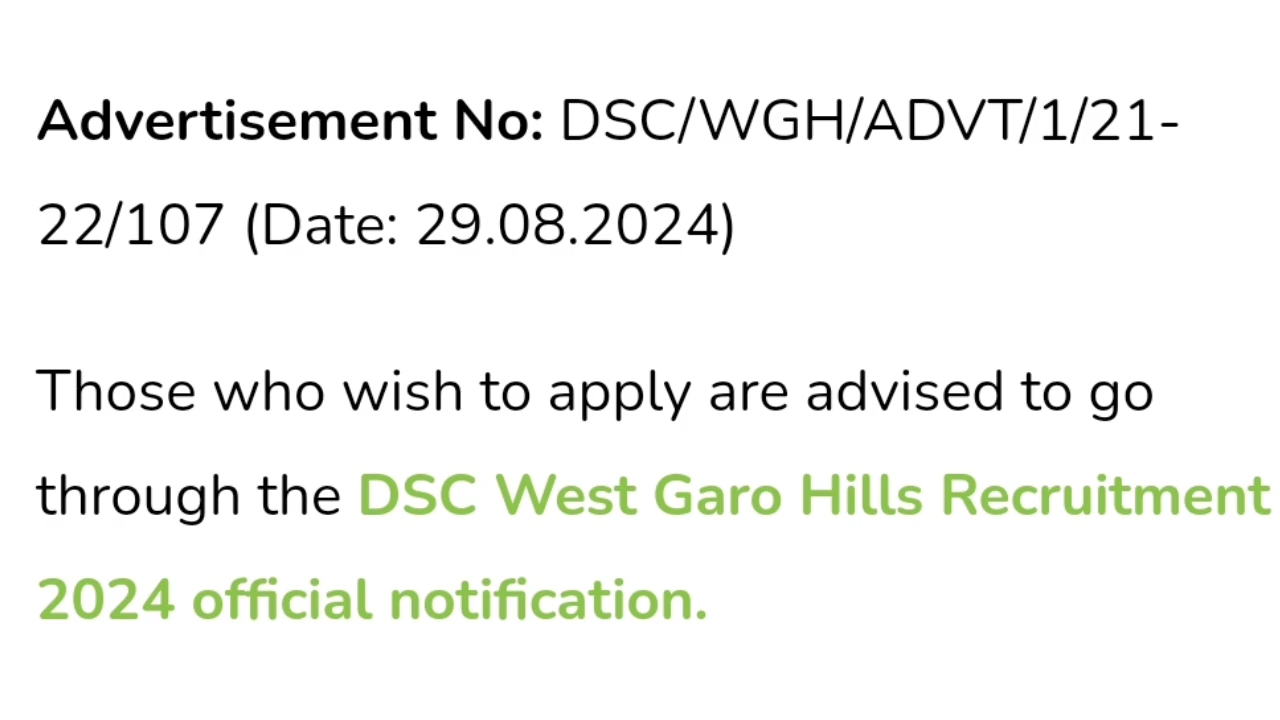 Advertisement No: DSC/WGH/ADVT/1/21-
22/107 (Date: 29.08.2024)
Those who wish to apply are advised to go
through the DSC West Garo Hills Recruitment
2024 official notification.